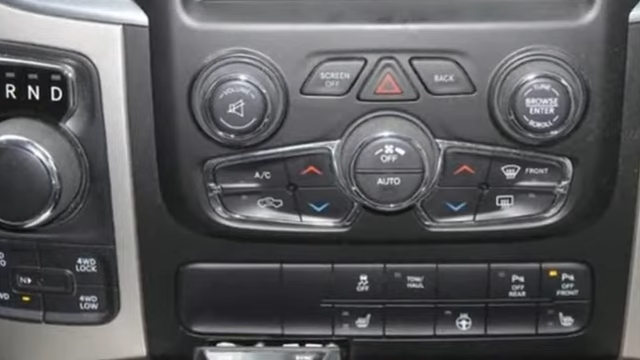 R N D
VOLUME
SCREEN
OFF
BACK
TUNE
BROWSE
ENTER
SCROLL
OFF
AUTO
A/C
FRONT
4WD
LOCK
N
4WD
LOW
OFF
TOW/
HAUL
OFF
REAR
OFF
FRONT